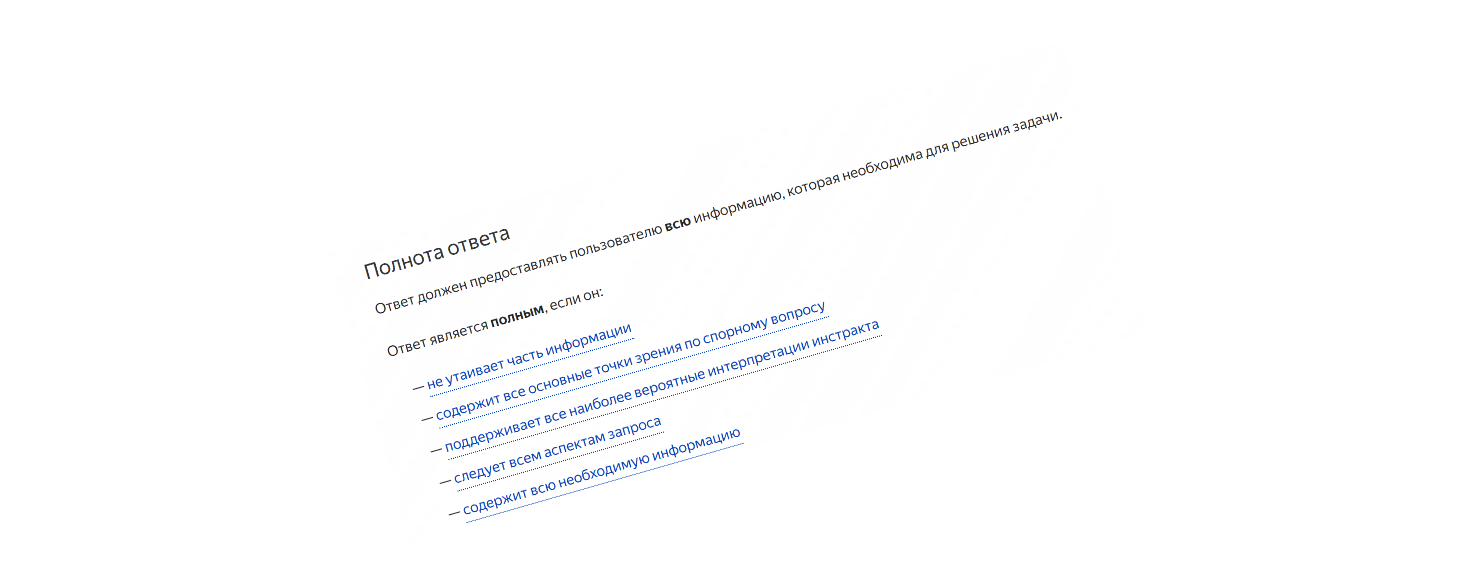 Полнота ответа
Ответ должен предоставлять пользователю всю информацию, которая необходима для решения задачи.
Ответ является полным, если он:
— не утаивает часть информации
— содержит все основные точки зрения по спорному вопросу
— поддерживает все наиболее вероятные интерпретации инстракта
— следует всем аспектам запроса
— содержит всю необходимую информацию